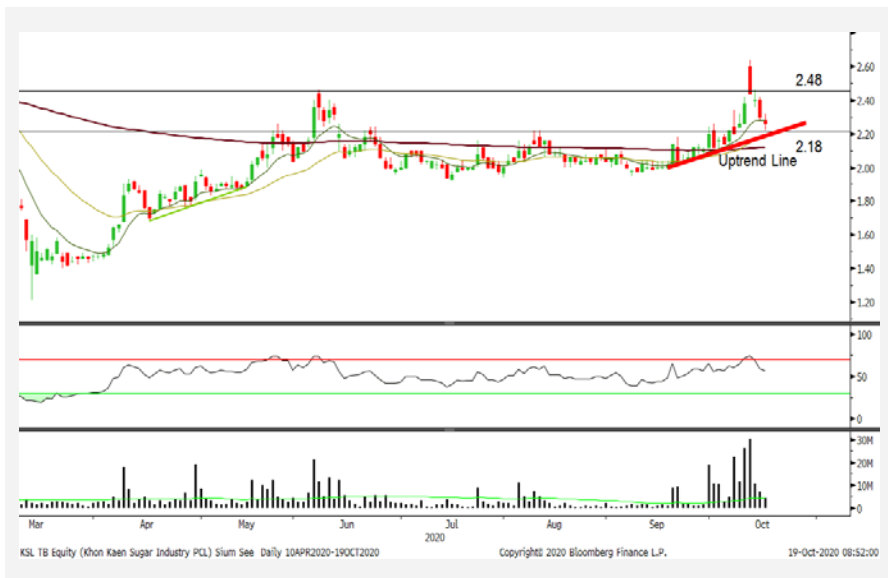 2.60
2.48
2.40
2.20
2.18
Uptrend Line
2.00
1.80
1.60
1.40
1.20
100
50
0
30M
20M
10M
0
Mar Apr May Jun Jul Aug Sep Oct
2020
KSL TB Equity (Khon Kaen Sugar Industry PCL) Sium See Daily 10APR2020-19OCT2020 Copyright© 2020 Bloomberg Finance L.P. 19-Oct-2020 08:52:00